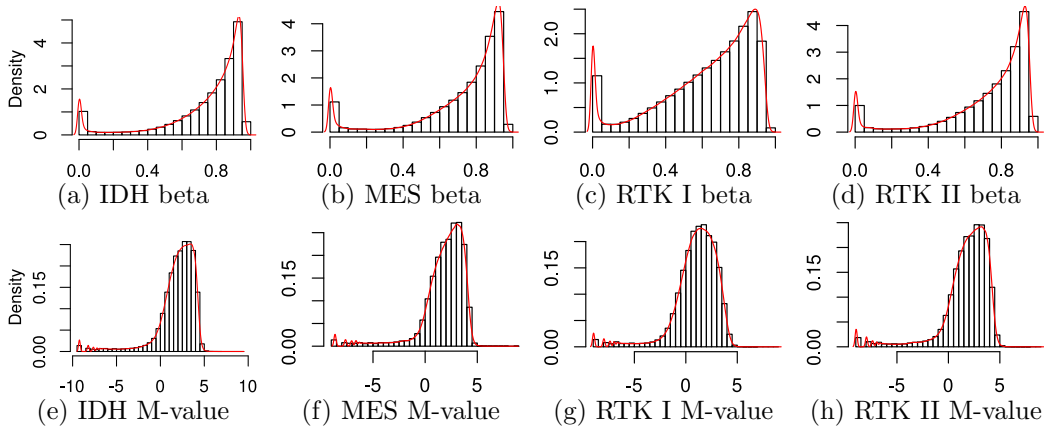 Density
4
2
0
0.0 0.4 0.8
(a) IDH beta
4
3
2
1
0
0.0 0.4 0.8
(b) MES beta
2.0
1.0
0.0
0.0 0.4 0.8
(c) RTK I beta
4
3
2
1
0
0.0 0.4 0.8
(d) RTK II beta
Density
0.15
0.00
-10 -5 0 5 10
(e) IDH M-value
0.15
0.00
-5 0 5
(f) MES M-value
0.15
0.00
-5 0 5
(g) RTK I M-value
0.15
0.00
-5 0 5
(h) RTK II M-value